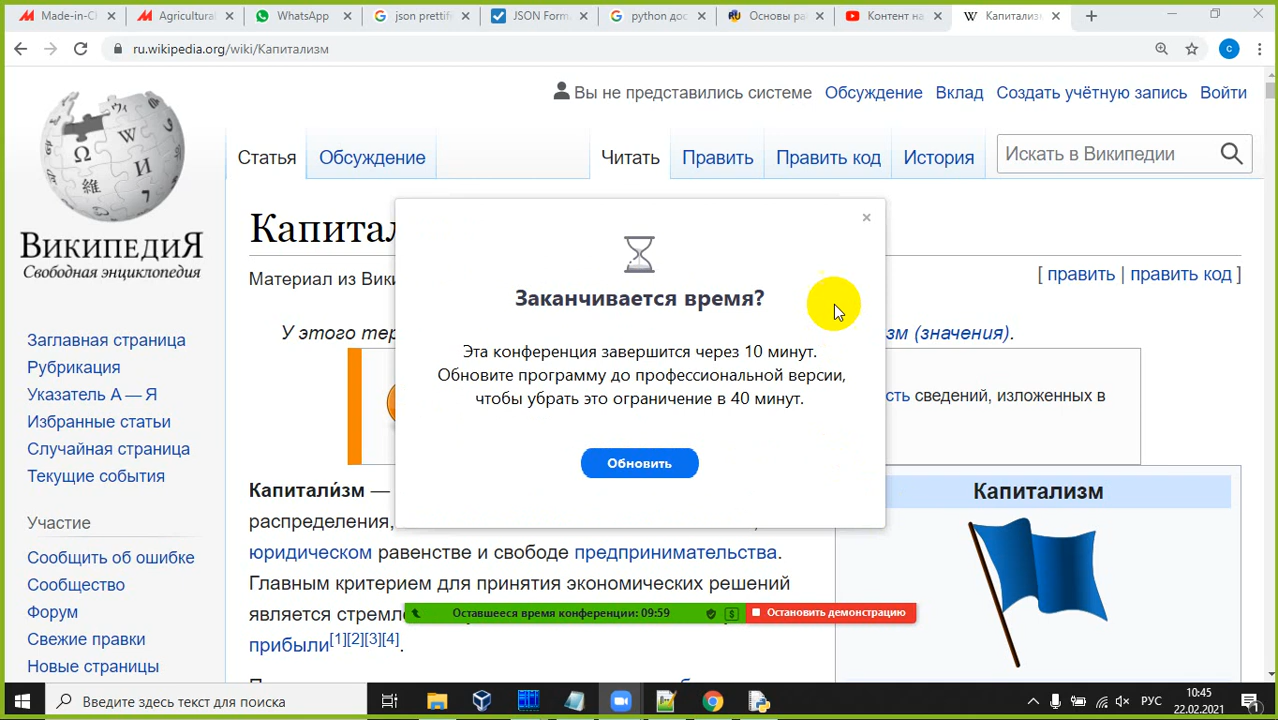 Made-in-C
Agricultural
WhatsApp
json prettifi
JSON Form
python дос
Основы ра
Контент на
Капитализм
ru.wikipedia.org/wiki/Капитализм
c
Вы не представились системе
Обсуждение
Вклад
Создать учётную запись
Войти
ВИКИПЕДИЯ
Свободная энциклопедия
Статья
Обсуждение
Читать
Править
Править код
История
Искать в Википедии
Капитал
Материал из Вики
[ править | править код ]
У этого тер
зм (значения).
сть сведений, изложенных в
Заканчивается время?
Эта конференция завершится через 10 минут.
Обновите программу до профессиональной версии,
чтобы убрать это ограничение в 40 минут.
Обновить
Заглавная страница
Рубрикация
Указатель А — Я
Избранные статьи
Случайная страница
Текущие события
Участие
Сообщить об ошибке
Сообщество
Форум
Свежие правки
Новые страницы
Капитали́зм —
распределения,
юридическом равенстве и свободе предпринимательства.
Главным критерием для принятия экономических решений
является стремл
прибыли[1][2][3][4].
Капитализм
Оставшееся время конференции: 09:59
Остановить демонстрацию
Введите здесь текст для поиска
РУС
10:45
22.02.2021
1